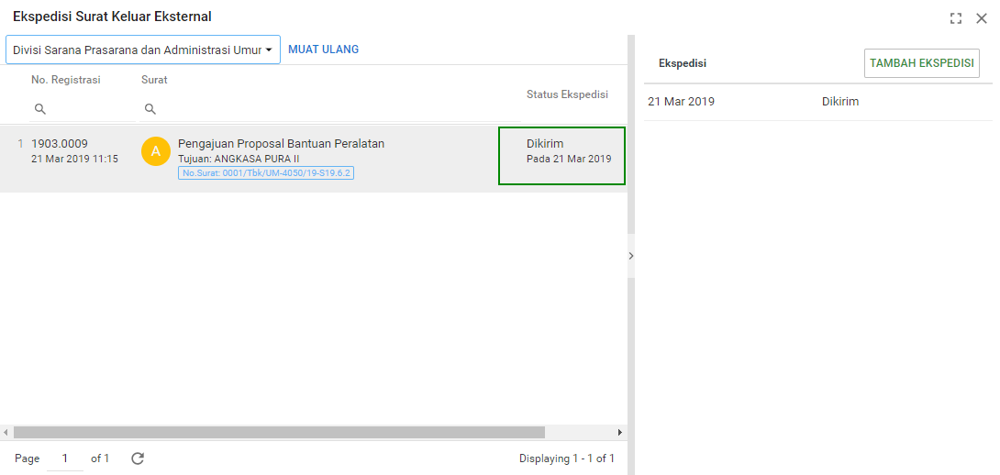 Ekspedisi Surat Keluar Eksternal
Divisi Sarana Prasarana dan Administrasi Umur
MUAT ULANG
No. Registrasi
Surat
Status Ekspedisi
1
1903.0009
21 Mar 2019 11:15
A
Pengajuan Proposal Bantuan Peralatan
Tujuan: ANGKASA PURA II
No.Surat: 0001/Tbk/UM-4050/19-S19.6.2
Dikirim
Pada 21 Mar 2019
Page 1 of 1
Displaying 1 - 1 of 1
Ekspedisi
TAMBAH EKSPEDISI
21 Mar 2019
Dikirim